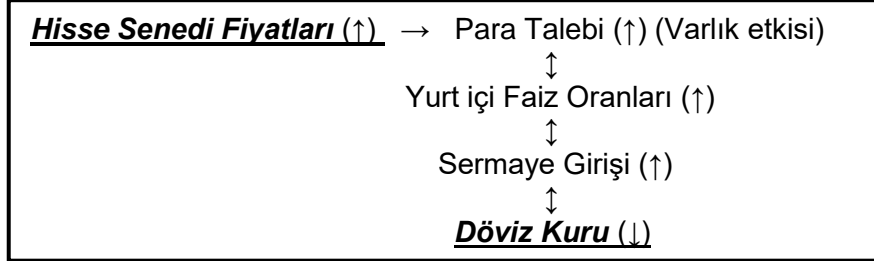 Hisse Senedi Fiyatları (↑) → Para Talebi (↑) (Varlık etkisi)
↕
Yurt içi Faiz Oranları (↑)
↕
Sermaye Girişi (↑)
↕
Döviz Kuru (↓)